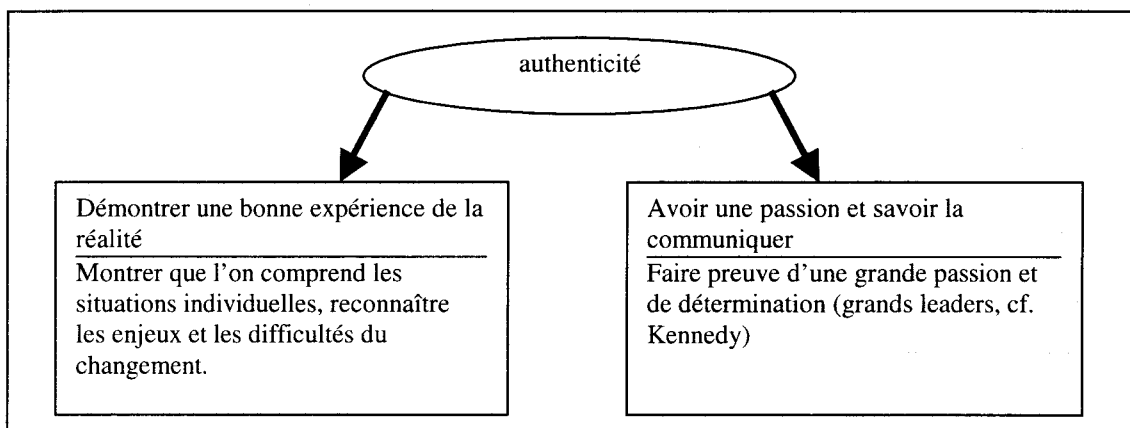 authenticité
Démontrer une bonne expérience de la
réalité
Montrer que l'on comprend les
situations individuelles, reconnaître
les enjeux et les difficultés du
changement.
Avoir une passion et savoir la
communiquer
Faire preuve d'une grande passion et
de détermination (grands leaders, cf.
Kennedy)